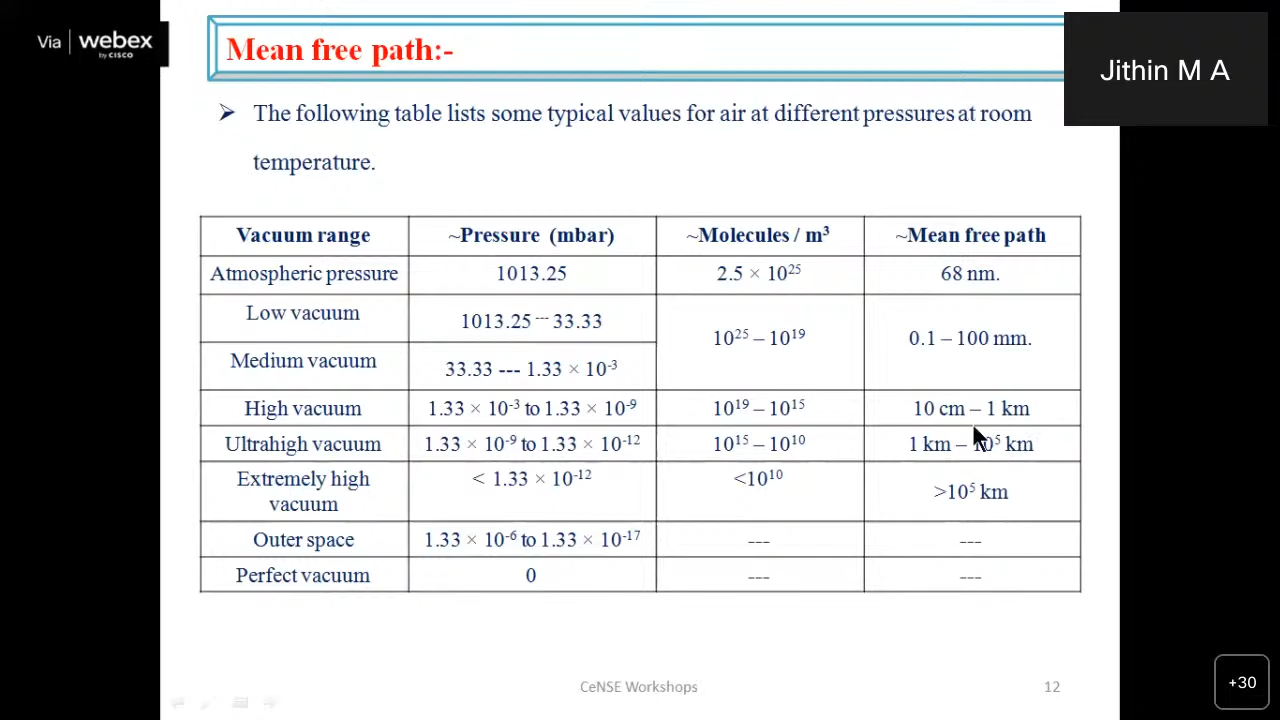 Via | webex
by CISCO
Mean free path:-
Jithin M A
➢ The following table lists some typical values for air at different pressures at room
temperature.
Vacuum range ~Pressure (mbar) ~Molecules / m³ ~Mean free path
Atmospheric pressure 1013.25 2.5 × 10²⁵ 68 nm.
Low vacuum 1013.25 --- 33.33
10²⁵ – 10¹⁹ 0.1 – 100 mm.
Medium vacuum 33.33 --- 1.33 × 10⁻³
High vacuum 1.33 × 10⁻³ to 1.33 × 10⁻⁹ 10¹⁹ – 10¹⁵ 10 cm – 1 km
Ultrahigh vacuum 1.33 × 10⁻⁹ to 1.33 × 10⁻¹² 10¹⁵ – 10¹⁰ 1 km – 10⁵ km
Extremely high
vacuum < 1.33 × 10⁻¹² <10¹⁰ >10⁵ km
Outer space 1.33 × 10⁻⁶ to 1.33 × 10⁻¹⁷ --- ---
Perfect vacuum 0 --- ---
CeNSE Workshops 12
+30